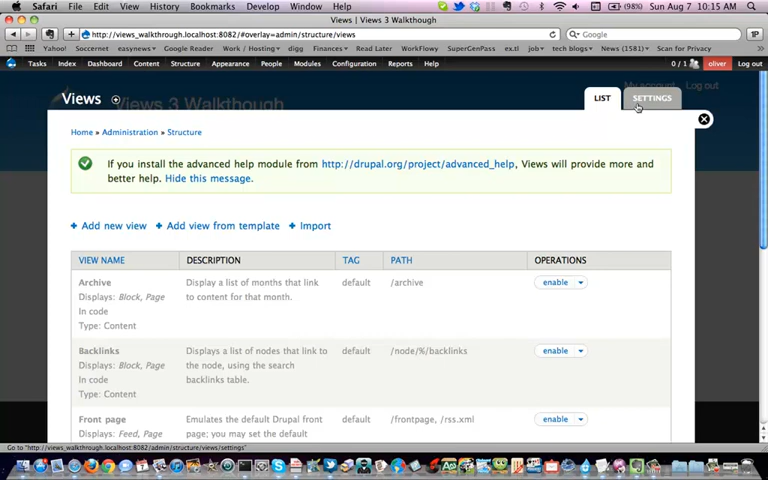 Safari File Edit View History Bookmarks Develop Window Help (98%) Sun Aug 7 10:15 AM
Views | Views 3 Walkthough
http://views_walkthrough.localhost:8082/#overlay=admin/structure/views
Google
Yahoo! Soccernet easynews Google Reader Work / Hosting digg Finances Read Later WorkFlowy SuperGenPass ex.tl tech blogs News (1581) Scan for Privacy
Tasks Index Dashboard Content Structure Appearance People Modules Configuration Reports Help 0 / 1 oliver Log out
My account Log out
Views Views 3 Walkthough LIST SETTINGS
Home » Administration » Structure
If you install the advanced help module from http://drupal.org/project/advanced_help, Views will provide more and
better help. Hide this message.
+ Add new view + Add view from template + Import
VIEW NAME DESCRIPTION TAG PATH OPERATIONS
Archive Display a list of months that link default /archive enable
Displays: Block, Page to content for that month.
In code
Type: Content
Backlinks Displays a list of nodes that link to default /node/%/backlinks enable
Displays: Block, Page the node, using the search
In code backlinks table.
Type: Content
Front page Emulates the default Drupal front default /frontpage, /rss.xml enable
Displays: Feed, Page page; you may set the default
Go to "http://views_walkthrough.localhost:8082/admin/structure/views/settings"